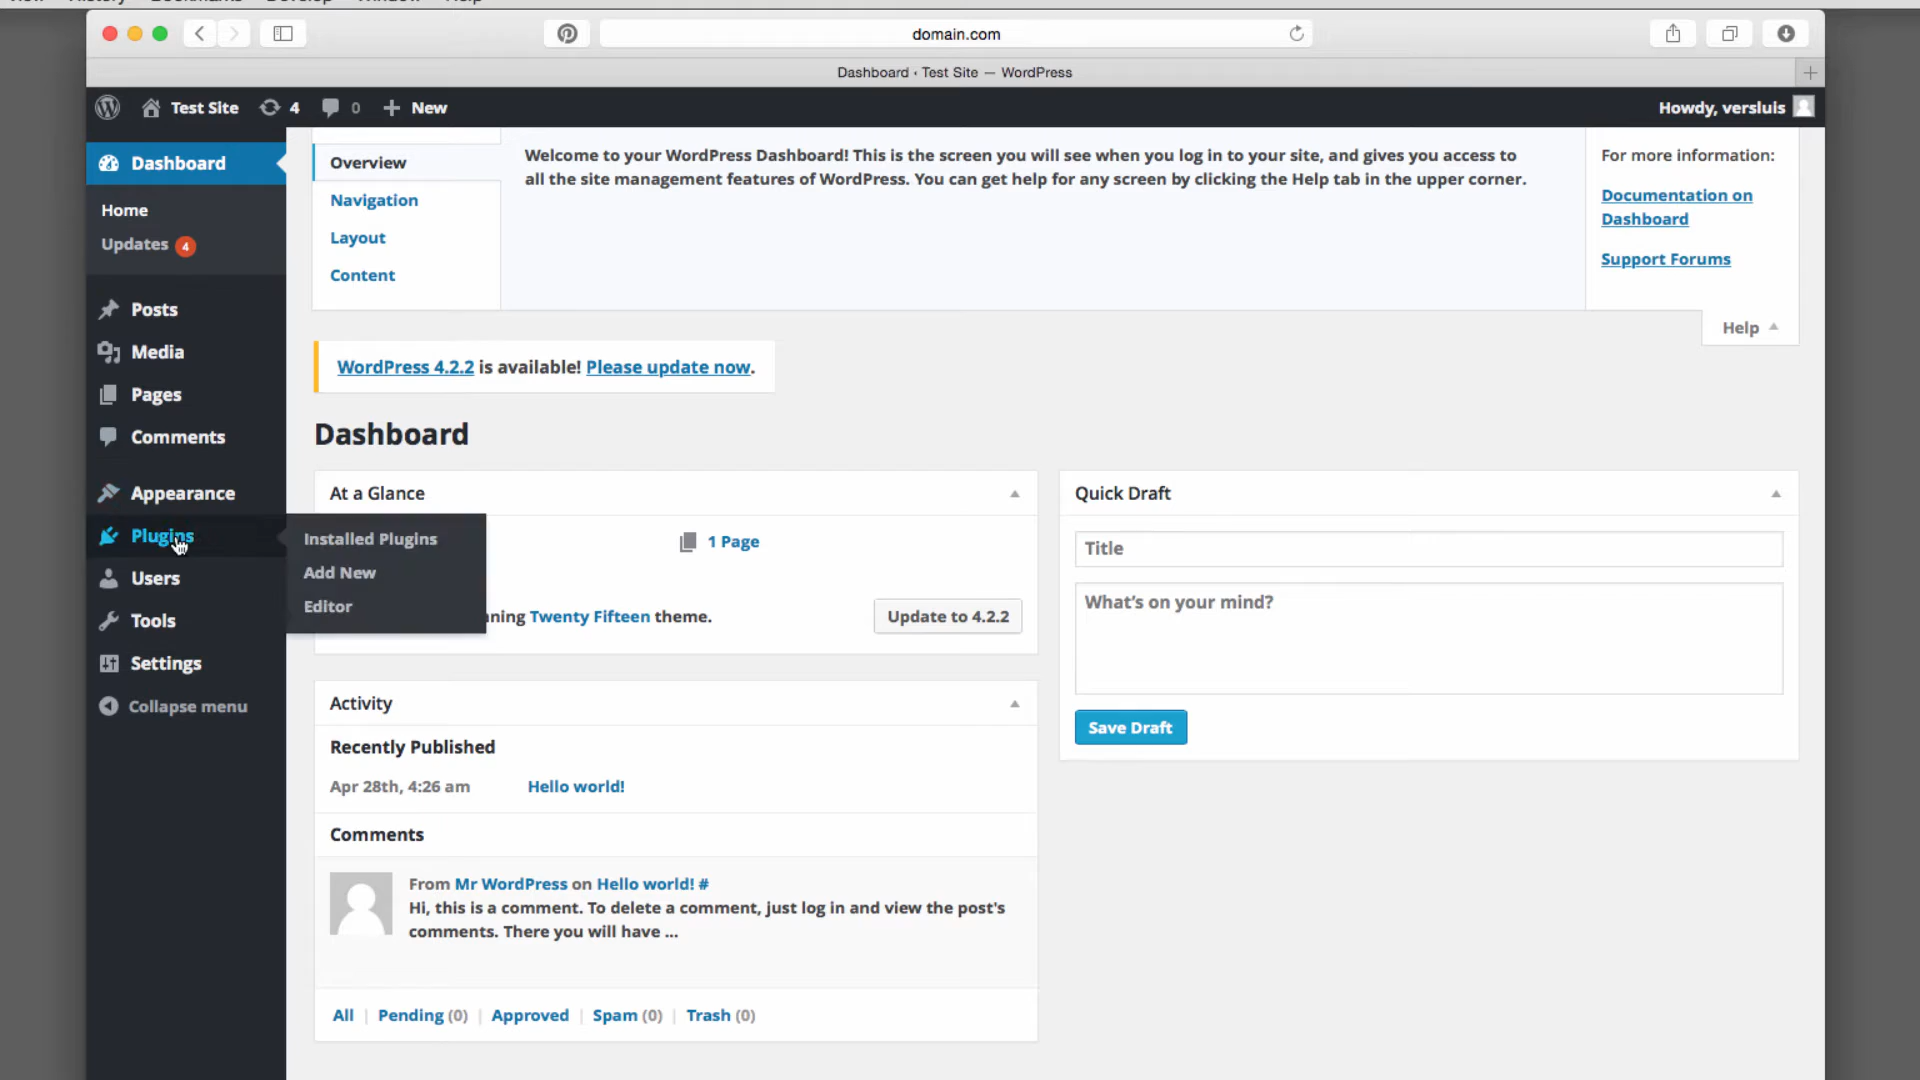 View History Bookmarks Develop Window Help
domain.com
Dashboard ‹ Test Site — WordPress
Test Site 4 0 New
Howdy, versluis
Dashboard
Home
Updates 4
Posts
Media
Pages
Comments
Appearance
Plugins
Users
Tools
Settings
Collapse menu
Installed Plugins
Add New
Editor
Overview
Navigation
Layout
Content
Welcome to your WordPress Dashboard! This is the screen you will see when you log in to your site, and gives you access to
all the site management features of WordPress. You can get help for any screen by clicking the Help tab in the upper corner.
For more information:
Documentation on
Dashboard
Support Forums
Help
WordPress 4.2.2 is available! Please update now.
Dashboard
At a Glance
1 Page
nning Twenty Fifteen theme.
Update to 4.2.2
Activity
Recently Published
Apr 28th, 4:26 am Hello world!
Comments
From Mr WordPress on Hello world! #
Hi, this is a comment. To delete a comment, just log in and view the post's
comments. There you will have ...
All | Pending (0) | Approved | Spam (0) | Trash (0)
Quick Draft
Title
What's on your mind?
Save Draft